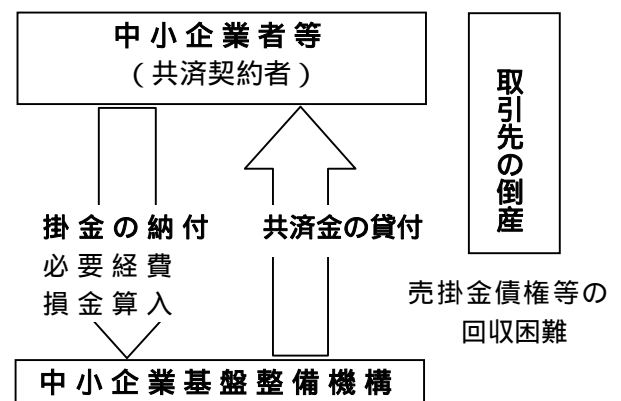 中小企業者等
（共済契約者）
取引先の倒産
掛金の納付
必要経費
損金算入
共済金の貸付
売掛金債権等の
回収困難
中小企業基盤整備機構